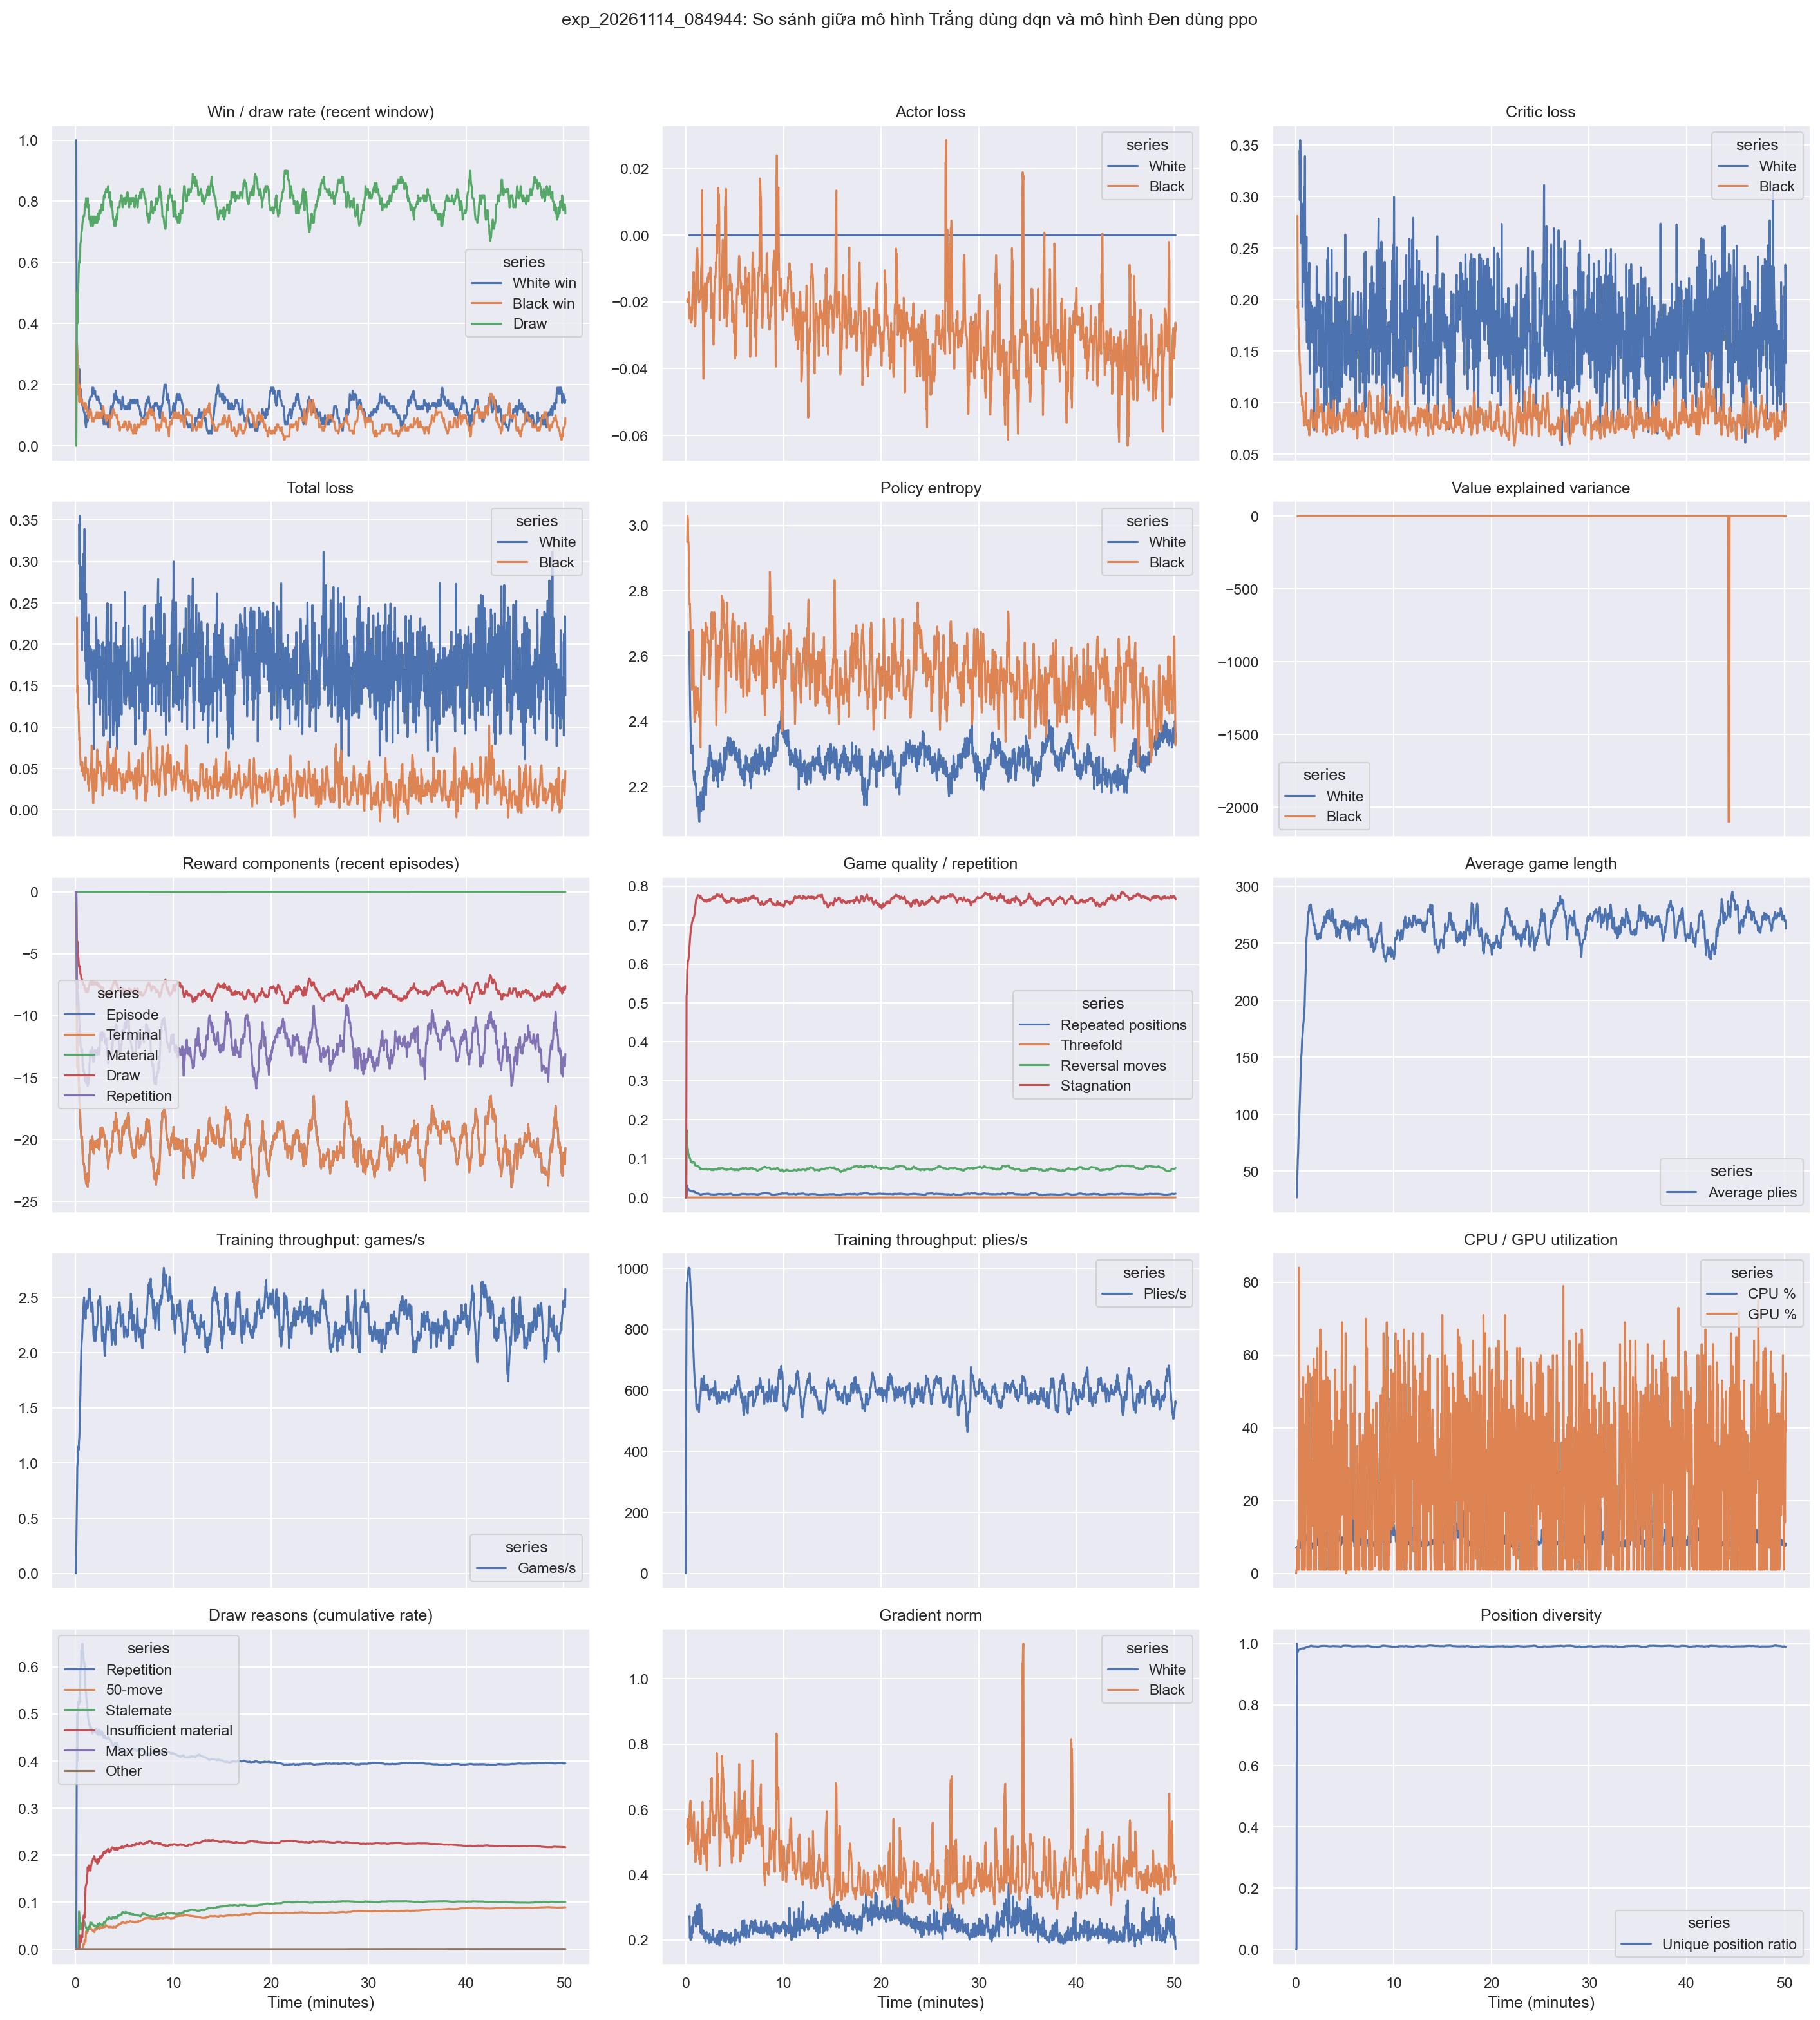 exp_20261114_084944: So sánh giữa mô hình Trắng dùng dqn và mô hình Đen dùng ppo
Win / draw rate (recent window)
1.0
0.8
0.6
0.4
0.2
0.0
series
White win
Black win
Draw
Actor loss
0.02
0.00
−0.02
−0.04
−0.06
series
White
Black
Critic loss
0.35
0.30
0.25
0.20
0.15
0.10
0.05
series
White
Black
Total loss
0.35
0.30
0.25
0.20
0.15
0.10
0.05
0.00
series
White
Black
Policy entropy
3.0
2.8
2.6
2.4
2.2
series
White
Black
Value explained variance
0
−500
−1000
−1500
−2000
series
White
Black
Reward components (recent episodes)
0
−5
−10
−15
−20
−25
series
Episode
Terminal
Material
Draw
Repetition
Game quality / repetition
0.8
0.7
0.6
0.5
0.4
0.3
0.2
0.1
0.0
series
Repeated positions
Threefold
Reversal moves
Stagnation
Average game length
300
250
200
150
100
50
series
Average plies
Training throughput: games/s
2.5
2.0
1.5
1.0
0.5
0.0
series
Games/s
Training throughput: plies/s
1000
800
600
400
200
0
series
Plies/s
CPU / GPU utilization
80
60
40
20
0
series
CPU %
GPU %
Draw reasons (cumulative rate)
0.6
0.5
0.4
0.3
0.2
0.1
0.0
series
Repetition
50-move
Stalemate
Insufficient material
Max plies
Other
0 10 20 30 40 50
Time (minutes)
Gradient norm
1.0
0.8
0.6
0.4
0.2
series
White
Black
0 10 20 30 40 50
Time (minutes)
Position diversity
1.0
0.8
0.6
0.4
0.2
0.0
series
Unique position ratio
0 10 20 30 40 50
Time (minutes)